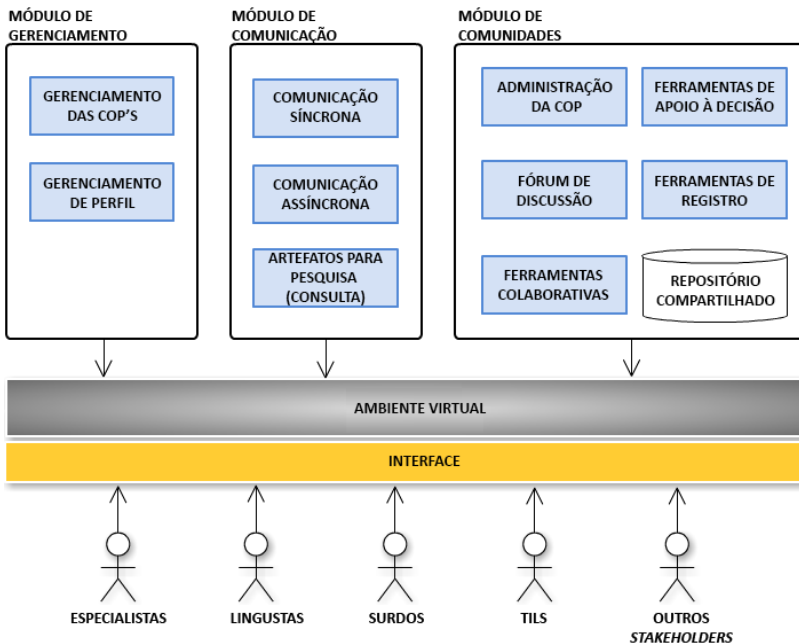 MÓDULO DE
GERENCIAMENTO
GERENCIAMENTO
DAS COP'S
GERENCIAMENTO
DE PERFIL
MÓDULO DE
COMUNICAÇÃO
COMUNICAÇÃO
SÍNCRONA
COMUNICAÇÃO
ASSÍNCRONA
ARTEFATOS PARA
PESQUISA
(CONSULTA)
MÓDULO DE
COMUNIDADES
ADMINISTRAÇÃO
DA COP
FERRAMENTAS DE
APOIO À DECISÃO
FÓRUM DE
DISCUSSÃO
FERRAMENTAS DE
REGISTRO
FERRAMENTAS
COLABORATIVAS
REPOSITÓRIO
COMPARTILHADO
AMBIENTE VIRTUAL
INTERFACE
ESPECIALISTAS
LINGUSTAS
SURDOS
TILS
OUTROS
STAKEHOLDERS